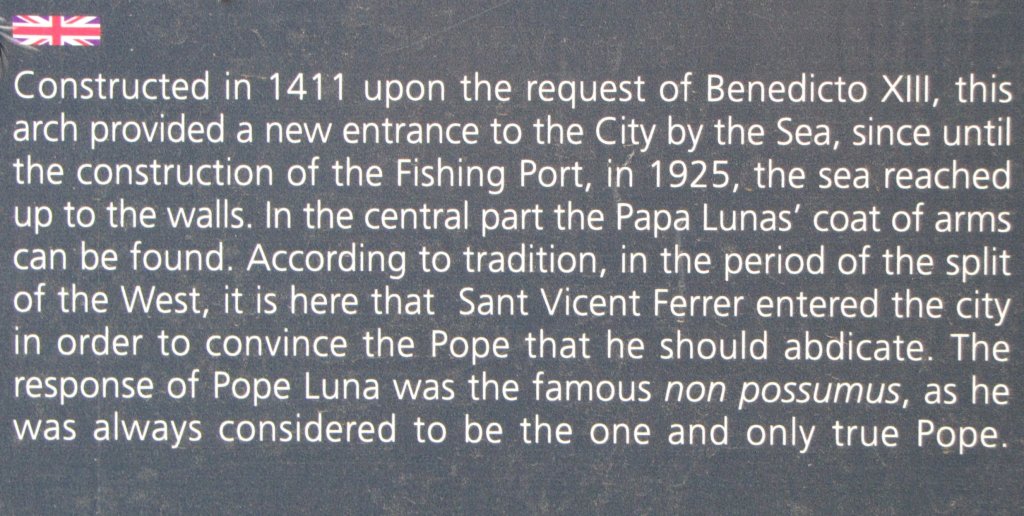 Constructed in 1411 upon the request of Benedicto XIII, this
arch provided a new entrance to the City by the Sea, since until
the construction of the Fishing Port, in 1925, the sea reached
up to the walls. In the central part the Papa Lunas' coat of arms
can be found. According to tradition, in the period of the split
of the West, it is here that Sant Vicent Ferrer entered the city
in order to convince the Pope that he should abdicate. The
response of Pope Luna was the famous non possumus, as he
was always considered to be the one and only true Pope.